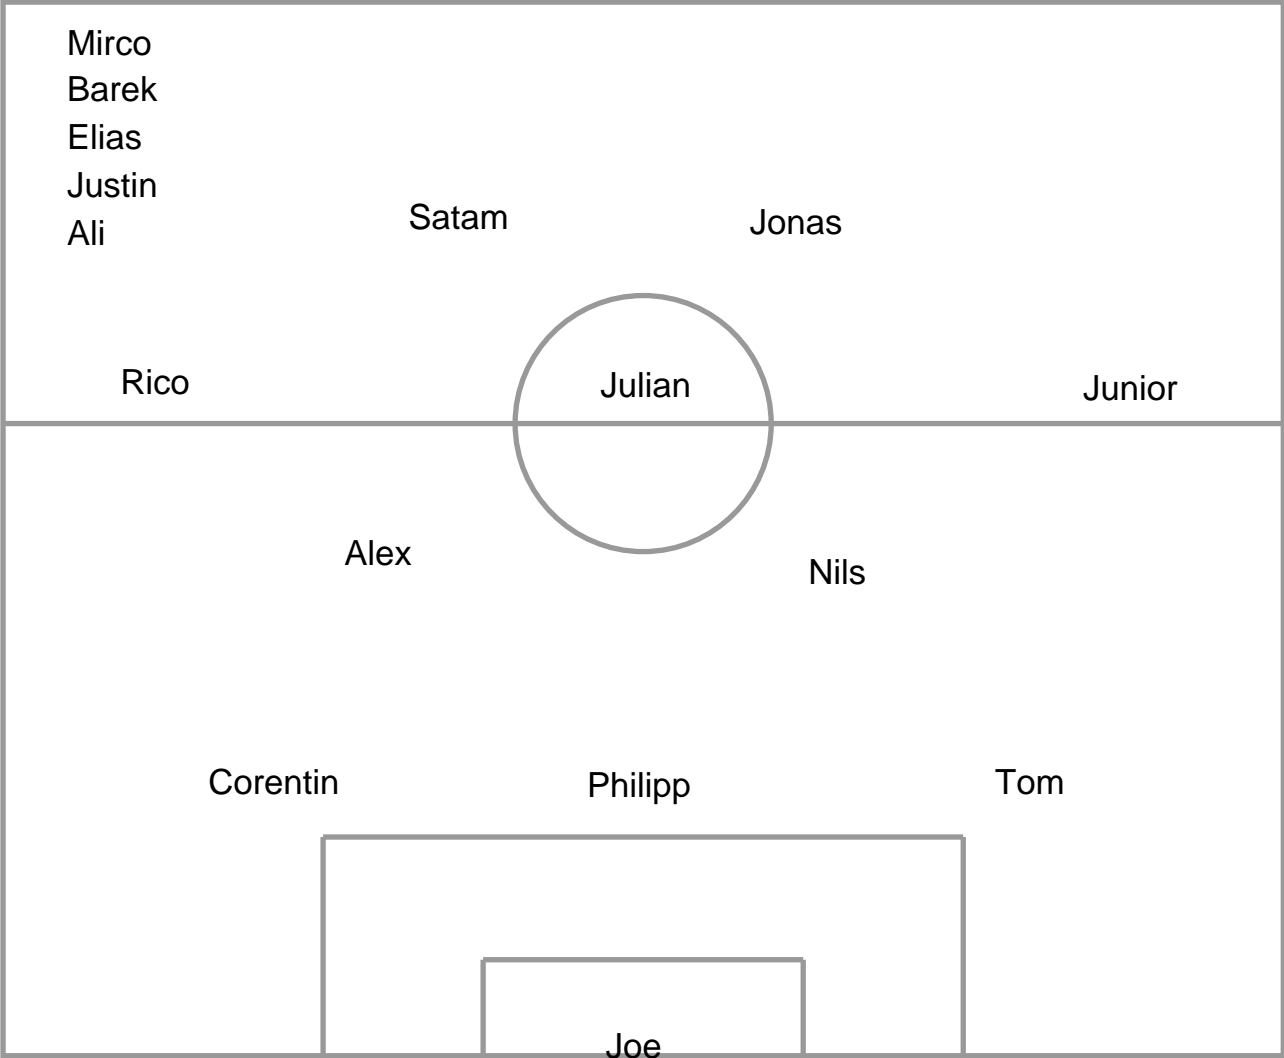 Mirco
Barek
Elias
Justin
Ali
Satam
Jonas
Rico
Julian
Junior
Alex
Nils
Corentin
Philipp
Tom
Joe